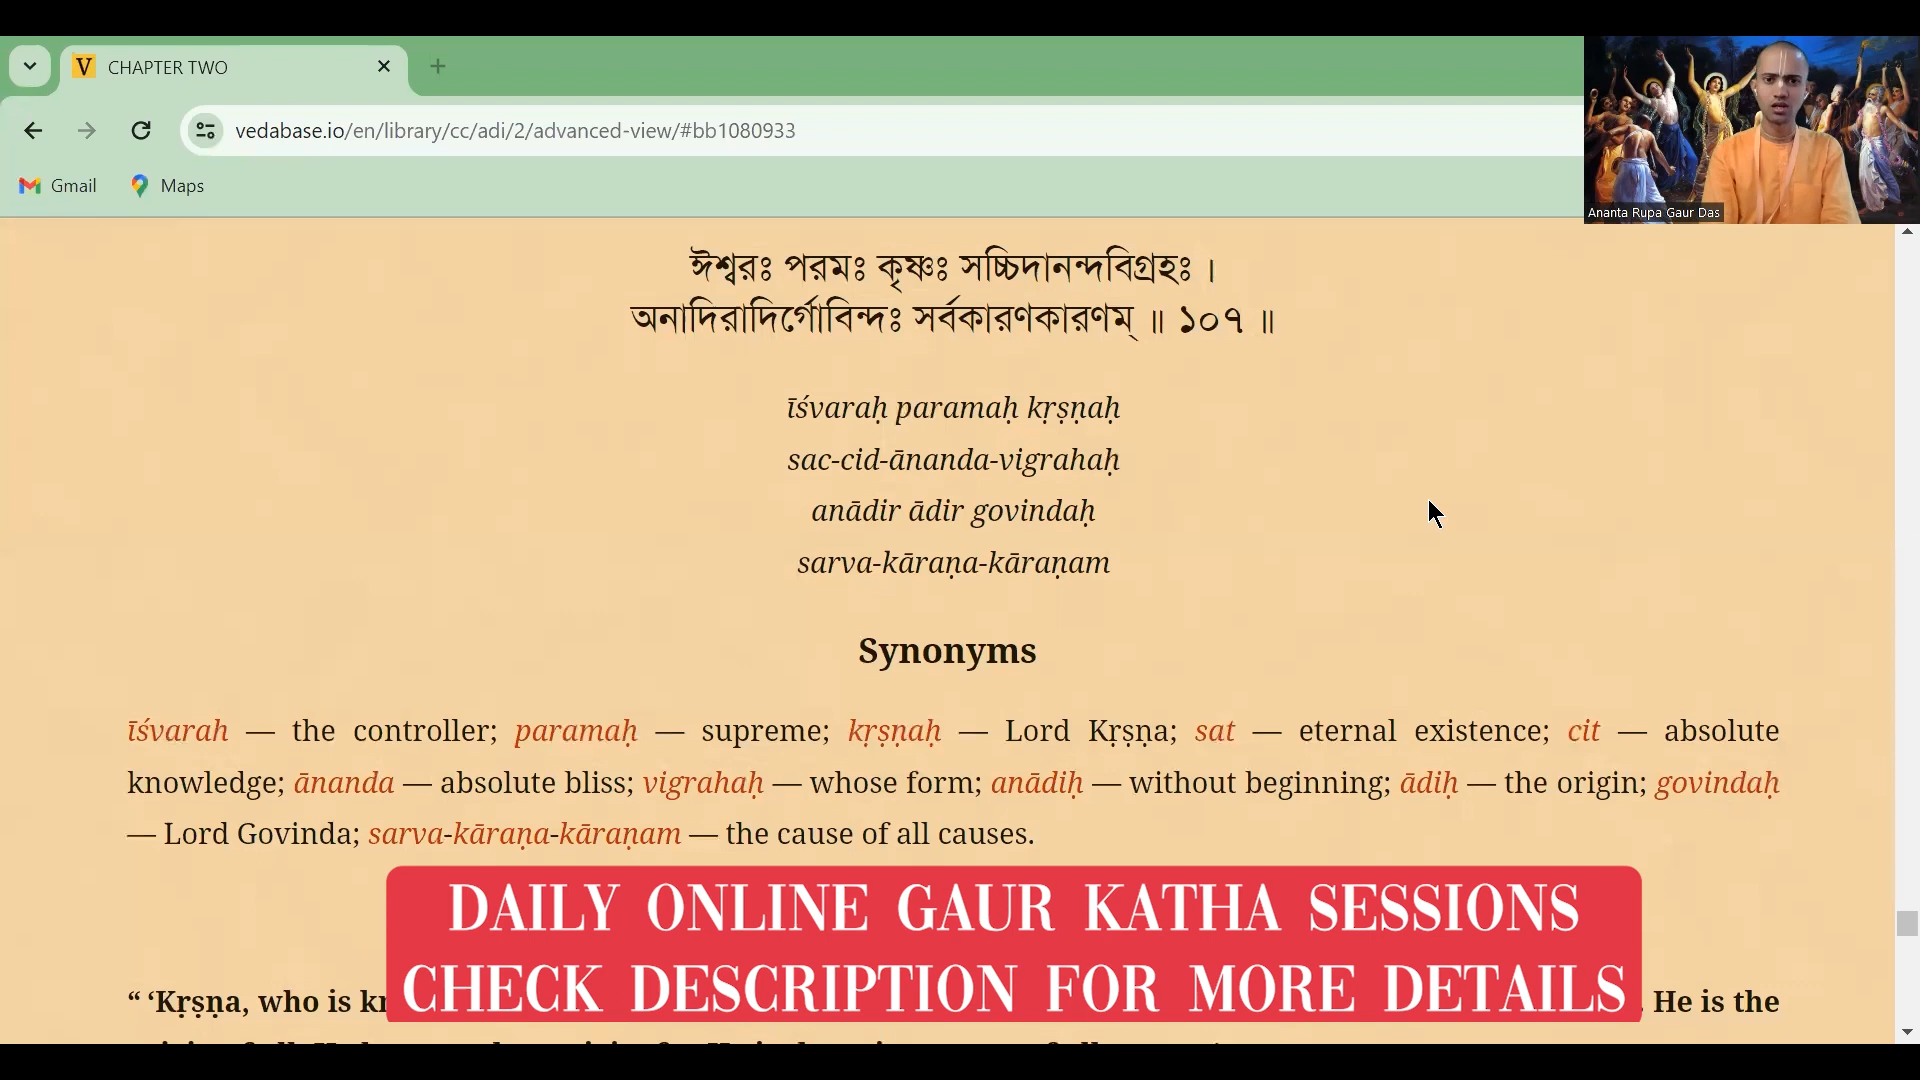 CHAPTER TWO
vedabase.io/en/library/cc/adi/2/advanced-view/#bb1080933
Gmail Maps
Ananta Rupa Gaur Das
ঈশ্বরঃ পরমঃ কৃষ্ণঃ সচ্চিদানন্দবিগ্রহঃ ।
অনাদিরাদির্গোবিন্দঃ সর্বকারণকারণম্ ॥ ১০৭ ॥
īśvaraḥ paramaḥ kṛṣṇaḥ
sac-cid-ānanda-vigrahaḥ
anādir ādir govindaḥ
sarva-kāraṇa-kāraṇam
Synonyms
īśvarah — the controller; paramaḥ — supreme; kṛṣṇaḥ — Lord Kṛṣṇa; sat — eternal existence; cit — absolute
knowledge; ānanda — absolute bliss; vigrahaḥ — whose form; anādiḥ — without beginning; ādiḥ — the origin; govindaḥ
— Lord Govinda; sarva-kāraṇa-kāraṇam — the cause of all causes.
“ ‘Kṛṣṇa, who is He is the
DAILY ONLINE GAUR KATHA SESSIONS
CHECK DESCRIPTION FOR MORE DETAILS